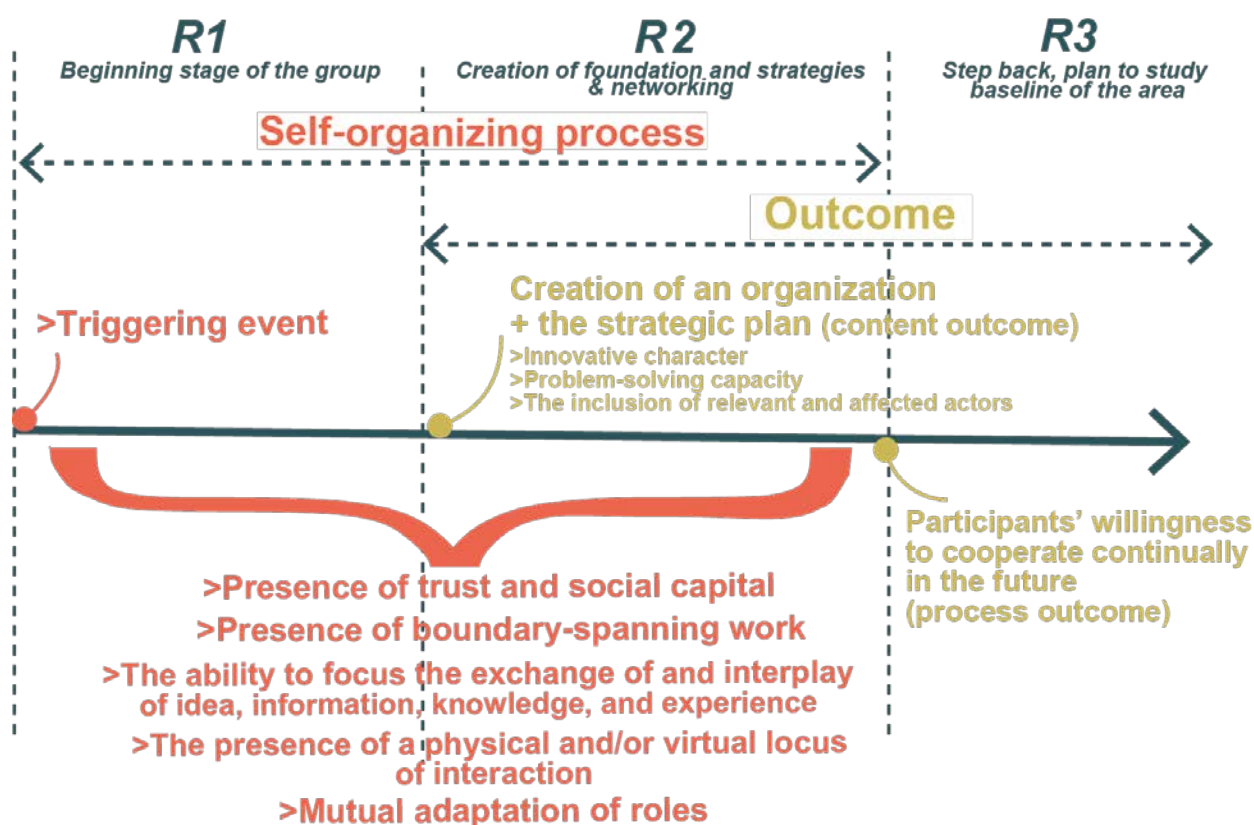 R1
Beginning stage of the group
R2
Creation of foundation and strategies
& networking
R3
Step back, plan to study
baseline of the area
Self-organizing process
Outcome
>Triggering event
Creation of an organization
+ the strategic plan (content outcome)
>Innovative character
>Problem-solving capacity
>The inclusion of relevant and affected actors
Participants’ willingness
to cooperate continually
in the future
(process outcome)
>Presence of trust and social capital
>Presence of boundary-spanning work
>The ability to focus the exchange of and interplay
of idea, information, knowledge, and experience
>The presence of a physical and/or virtual locus
of interaction
>Mutual adaptation of roles